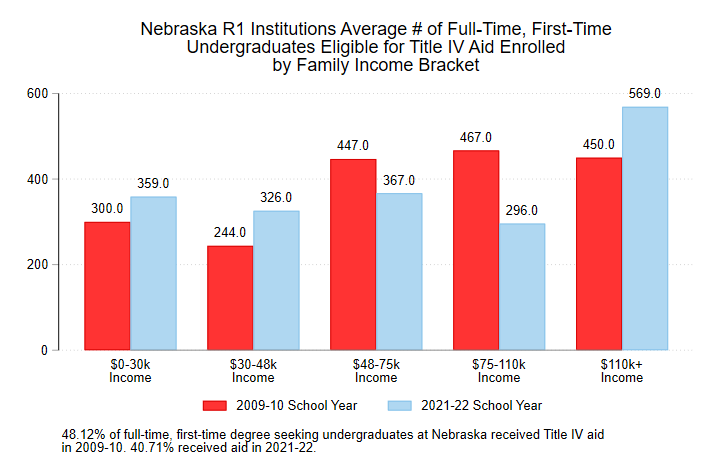 Nebraska R1 Institutions Average # of Full-Time, First-Time
Undergraduates Eligible for Title IV Aid Enrolled
by Family Income Bracket
600
400
200
0
300.0
359.0
244.0
326.0
447.0
367.0
467.0
296.0
450.0
569.0
$0-30k
Income
$30-48k
Income
$48-75k
Income
$75-110k
Income
$110k+
Income
2009-10 School Year
2021-22 School Year
48.12% of full-time, first-time degree seeking undergraduates at Nebraska received Title IV aid
in 2009-10. 40.71% received aid in 2021-22.